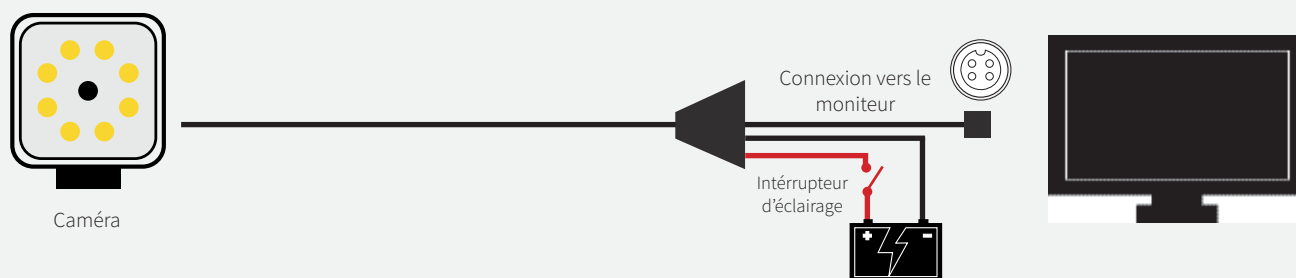 Connexion vers le
moniteur
Intérrupteur
d'éclairage
Caméra